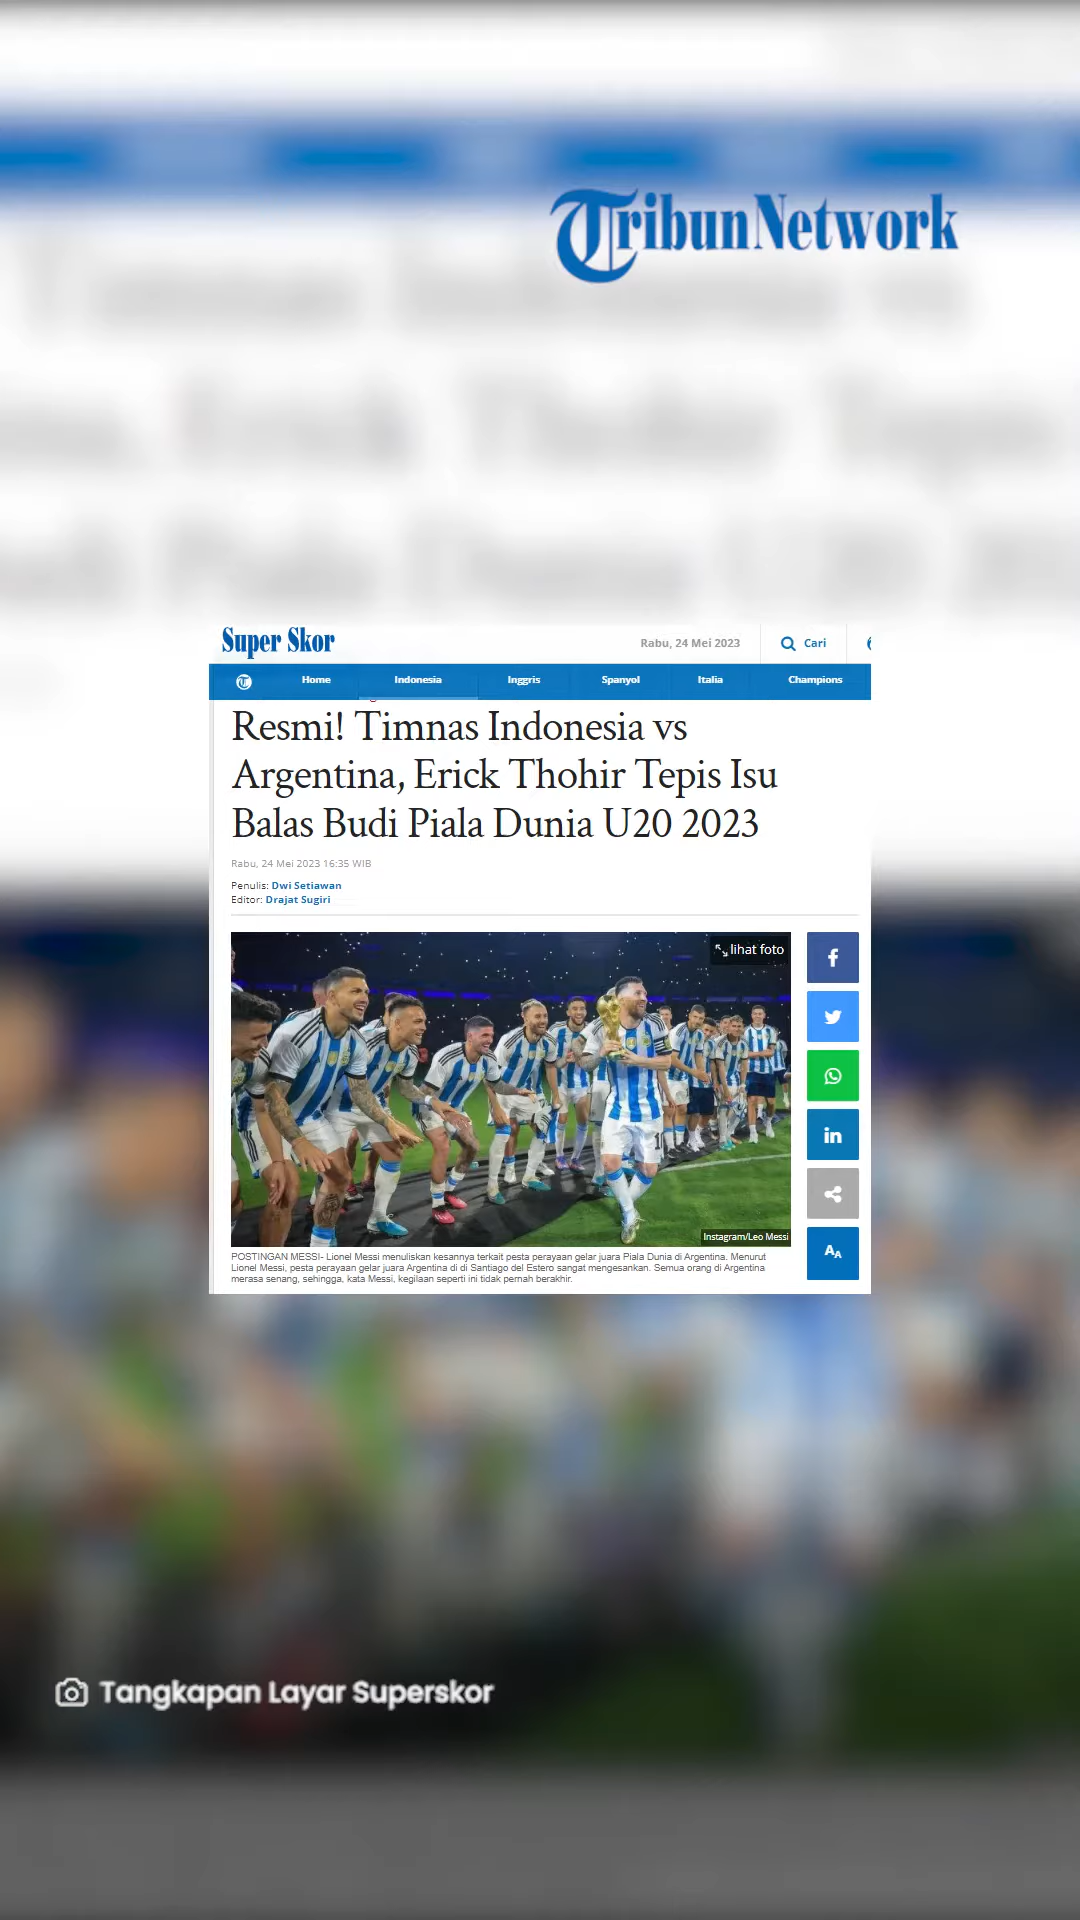 Tribun Network
Super Skor
Rabu, 24 Mei 2023
Cari
Home
Indonesia
Inggris
Spanyol
Italia
Champions
Resmi! Timnas Indonesia vs
Argentina, Erick Thohir Tepis Isu
Balas Budi Piala Dunia U20 2023
Rabu, 24 Mei 2023 16:35 WIB
Penulis: Dwi Setiawan
Editor: Drajat Sugiri
lihat foto
Instagram/Leo Messi
POSTINGAN MESSI- Lionel Messi menuliskan kesannya terkait pesta perayaan gelar juara Piala Dunia di Argentina. Menurut
Lionel Messi, pesta perayaan gelar juara Argentina di di Santiago del Estero sangat mengesankan. Semua orang di Argentina
merasa senang, sehingga, kata Messi, kegilaan seperti ini tidak pernah berakhir.
AA
Tangkapan Layar Superskor